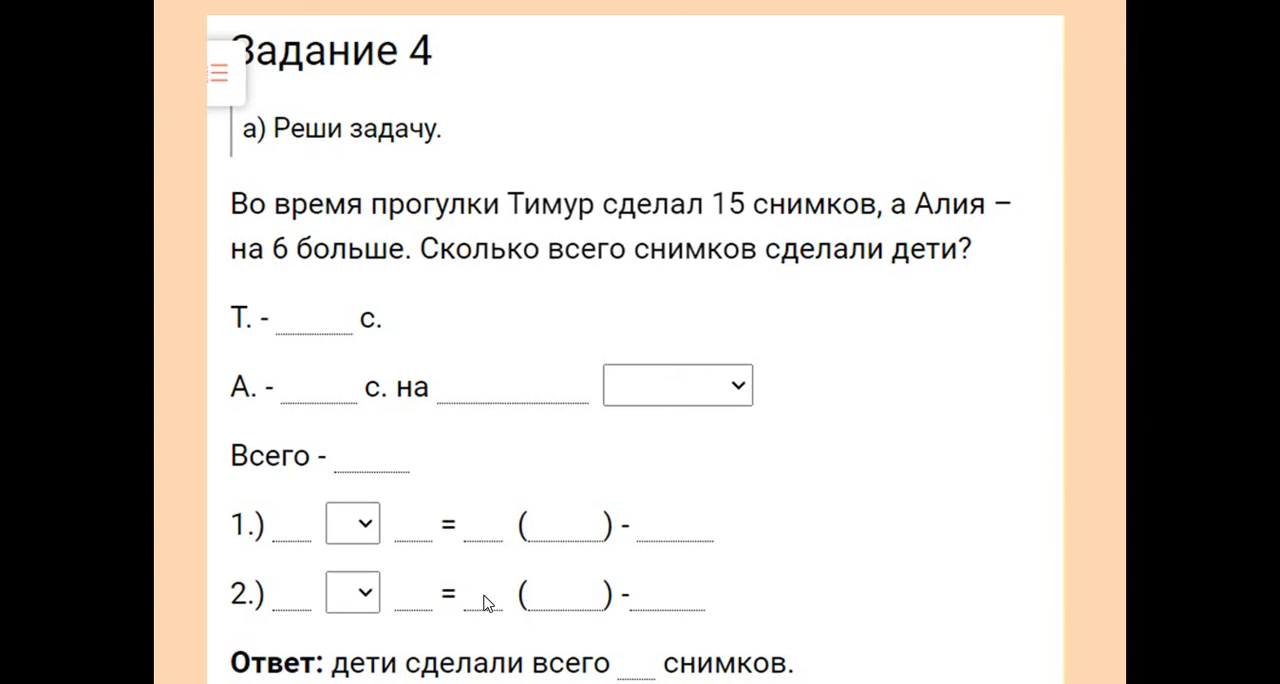 Задание 4
а) Реши задачу.
Во время прогулки Тимур сделал 15 снимков, а Алия –
на 6 больше. Сколько всего снимков сделали дети?
Т. - с.
А. - с. на
Всего -
1.) = ( ) -
2.) = ( ) -
Ответ: дети сделали всего снимков.